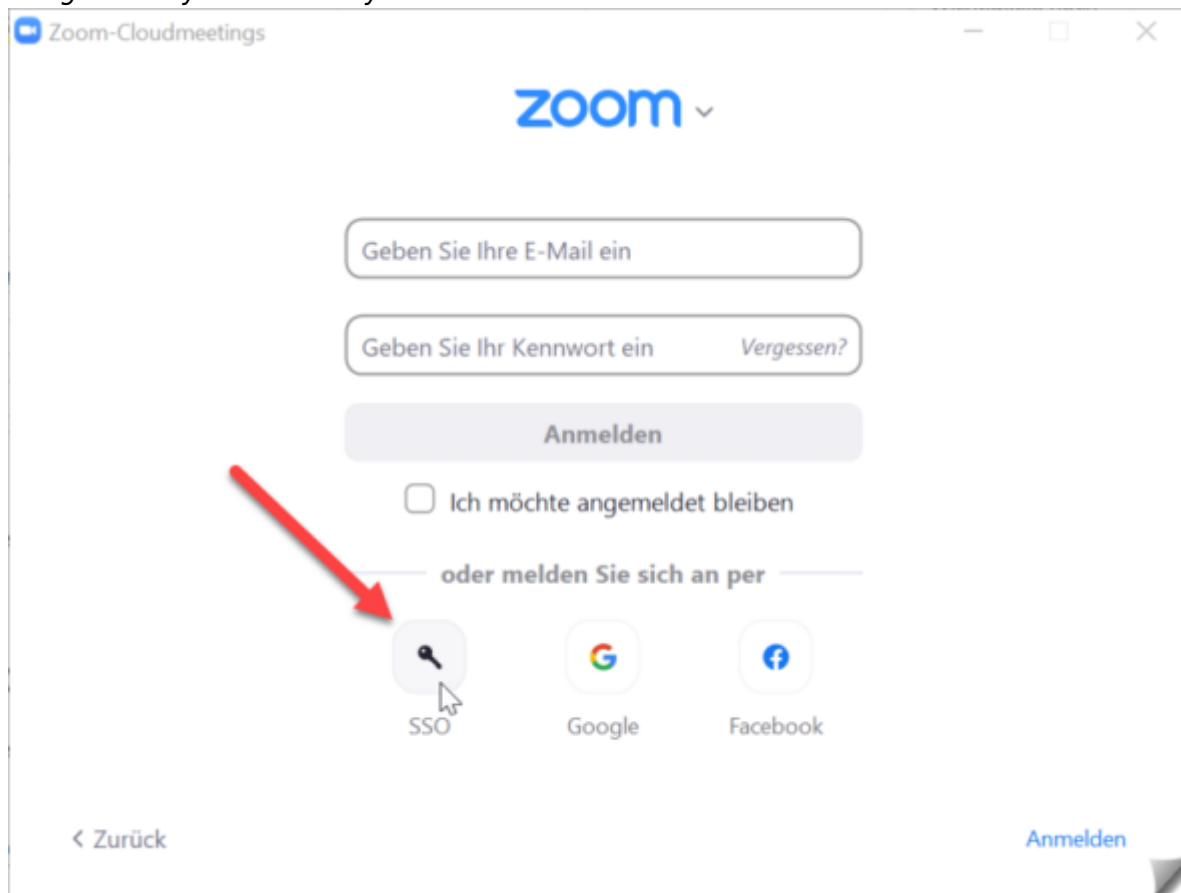 Zoom-Cloudmeetings
zoom
Geben Sie Ihre E-Mail ein
Geben Sie Ihr Kennwort ein Vergessen?
Anmelden
Ich möchte angemeldet bleiben
oder melden Sie sich an per
SSO Google Facebook
< Zurück Anmelden